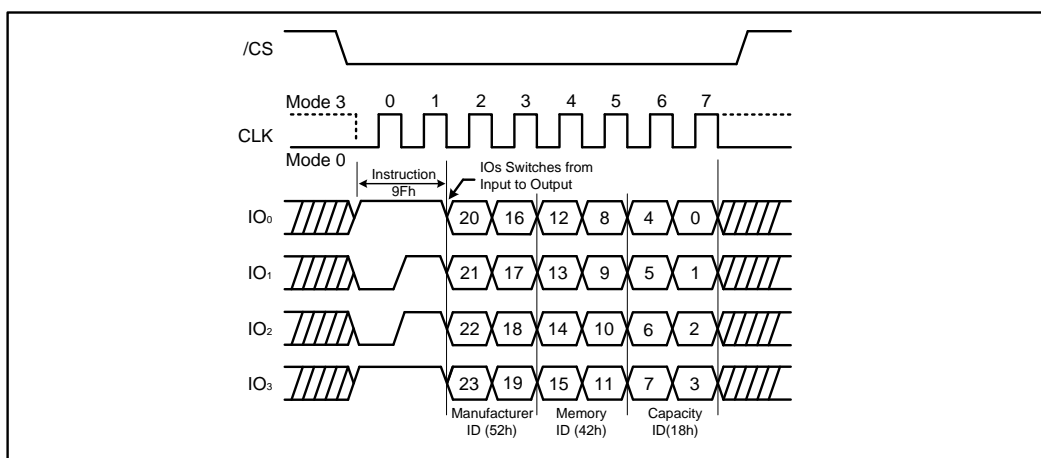 /CS
Mode 3
0 1 2 3 4 5 6 7
CLK
Mode 0
Instruction
9Fh
IOs Switches from
Input to Output
IO₀ 20 16 12 8 4 0
IO₁ 21 17 13 9 5 1
IO₂ 22 18 14 10 6 2
IO₃ 23 19 15 11 7 3
Manufacturer
ID (52h)
Memory
ID (42h)
Capacity
ID(18h)